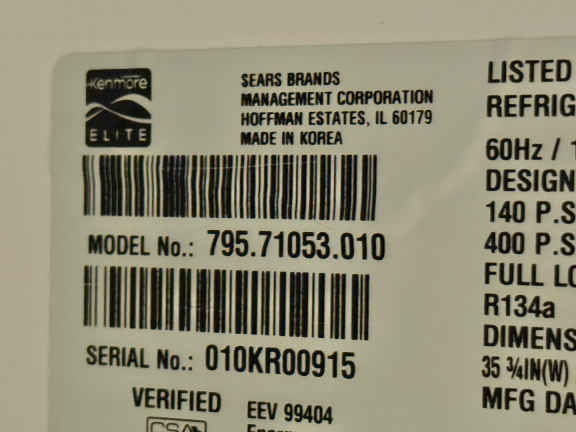 Kenmore
ELITE
SEARS BRANDS
MANAGEMENT CORPORATION
HOFFMAN ESTATES, IL 60179
MADE IN KOREA
MODEL No.: 795.71053.010
SERIAL No.: 010KR00915
VERIFIED
EEV 99404
LISTED
REFRIG
60Hz / 1
DESIGN
140 P.S
400 P.S
FULL LO
R134a
DIMENS
35 ¾IN(W)
MFG DA